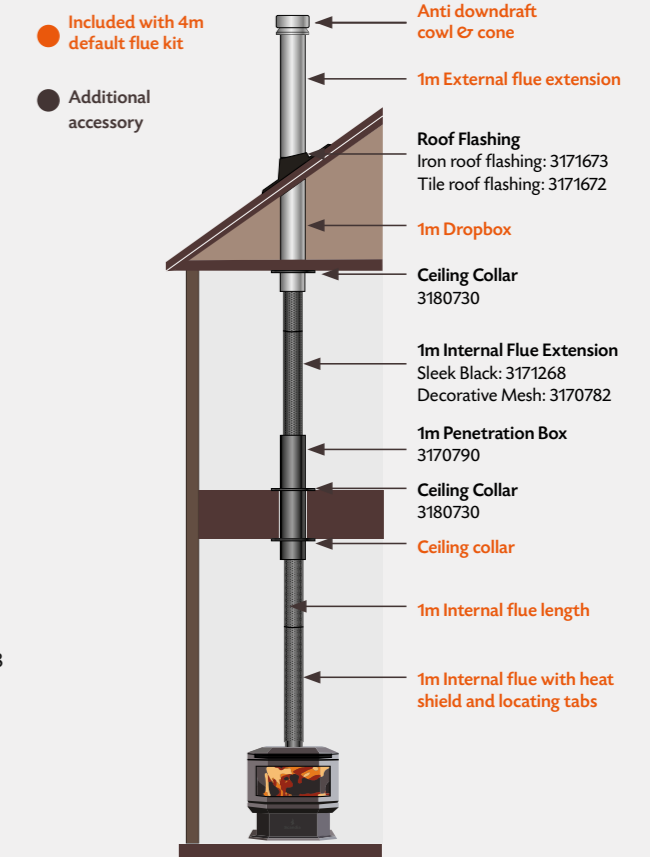 Included with 4m
default flue kit
Additional
accessory
Anti downdraft
cowl & cone
1m External flue extension
Roof Flashing
Iron roof flashing: 3171673
Tile roof flashing: 3171672
1m Dropbox
Ceiling Collar
3180730
1m Internal Flue Extension
Sleek Black: 3171268
Decorative Mesh: 3170782
1m Penetration Box
3170790
Ceiling Collar
3180730
Ceiling collar
1m Internal flue length
3
1m Internal flue with heat
shield and locating tabs